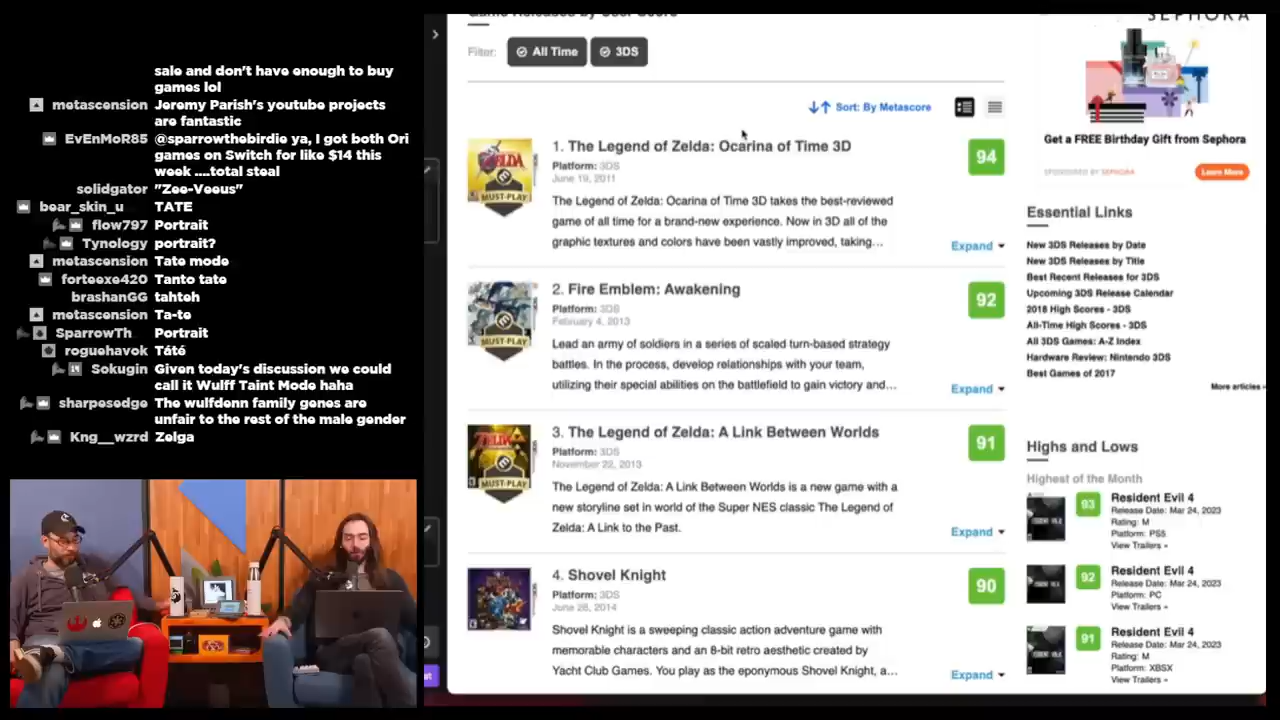 sale and don't have enough to buy
games lol
metascension Jeremy Parish's youtube projects
are fantastic
EvEnMoR85 @sparrowthebirdie ya, I got both Ori
games on Switch for like $14 this
week ....total steal
solidgator "Zee-Veeus"
bear_skin_u TATE
flow797 Portrait
Tynology portrait?
metascension Tate mode
forteexe420 Tanto tate
brashanGG tahteh
metascension Ta-te
SparrowTh Portrait
roguehavok Táté
Sokugin Given today's discussion we could
call it Wulff Taint Mode haha
sharpesedge The wulfdenn family genes are
unfair to the rest of the male gender
Kng__wzrd Zelga
Filter: All Time 3DS
Sort: By Metascore
1. The Legend of Zelda: Ocarina of Time 3D
94
Platform: 3DS
June 19, 2011
The Legend of Zelda: Ocarina of Time 3D takes the best-reviewed
game of all time for a brand-new experience. Now in 3D all of the
graphic textures and colors have been vastly improved, taking...
Expand
MUST-PLAY
2. Fire Emblem: Awakening
92
Platform: 3DS
February 4, 2013
Lead an army of soldiers in a series of scaled turn-based strategy
battles. In the process, develop relationships with your team,
utilizing their special abilities on the battlefield to gain victory and...
Expand
MUST-PLAY
3. The Legend of Zelda: A Link Between Worlds
91
Platform: 3DS
November 22, 2013
The Legend of Zelda: A Link Between Worlds is a new game with a
new storyline set in world of the Super NES classic The Legend of
Zelda: A Link to the Past.
Expand
MUST-PLAY
4. Shovel Knight
90
Platform: 3DS
June 26, 2014
Shovel Knight is a sweeping classic action adventure game with
memorable characters and an 8-bit retro aesthetic created by
Yacht Club Games. You play as the eponymous Shovel Knight, a...
Expand
SEPHORA
Get a FREE Birthday Gift from Sephora
SPONSORED BY SEPHORA
Learn More
Essential Links
New 3DS Releases by Date
New 3DS Releases by Title
Best Recent Releases for 3DS
Upcoming 3DS Release Calendar
2018 High Scores - 3DS
All-Time High Scores - 3DS
All 3DS Games: A-Z Index
Hardware Review: Nintendo 3DS
Best Games of 2017
More articles »
Highs and Lows
Highest of the Month
93 Resident Evil 4
Release Date: Mar 24, 2023
Rating: M
Platform: PS5
View Trailers »
92 Resident Evil 4
Release Date: Mar 24, 2023
Platform: PC
View Trailers »
91 Resident Evil 4
Release Date: Mar 24, 2023
Rating: M
Platform: XBSX
View Trailers »